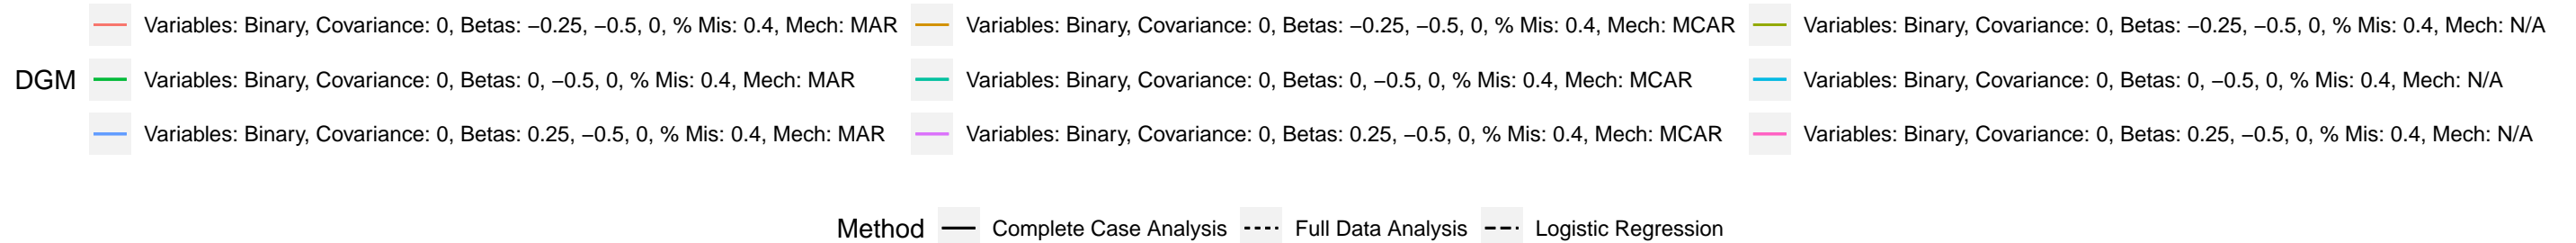 Variables: Binary, Covariance: 0, Betas: −0.25, −0.5, 0, % Mis: 0.4, Mech: MAR Variables: Binary, Covariance: 0, Betas: −0.25, −0.5, 0, % Mis: 0.4, Mech: MCAR Variables: Binary, Covariance: 0, Betas: −0.25, −0.5, 0, % Mis: 0.4, Mech: N/A
DGM Variables: Binary, Covariance: 0, Betas: 0, −0.5, 0, % Mis: 0.4, Mech: MAR Variables: Binary, Covariance: 0, Betas: 0, −0.5, 0, % Mis: 0.4, Mech: MCAR Variables: Binary, Covariance: 0, Betas: 0, −0.5, 0, % Mis: 0.4, Mech: N/A
Variables: Binary, Covariance: 0, Betas: 0.25, −0.5, 0, % Mis: 0.4, Mech: MAR Variables: Binary, Covariance: 0, Betas: 0.25, −0.5, 0, % Mis: 0.4, Mech: MCAR Variables: Binary, Covariance: 0, Betas: 0.25, −0.5, 0, % Mis: 0.4, Mech: N/A
Method Complete Case Analysis Full Data Analysis Logistic Regression